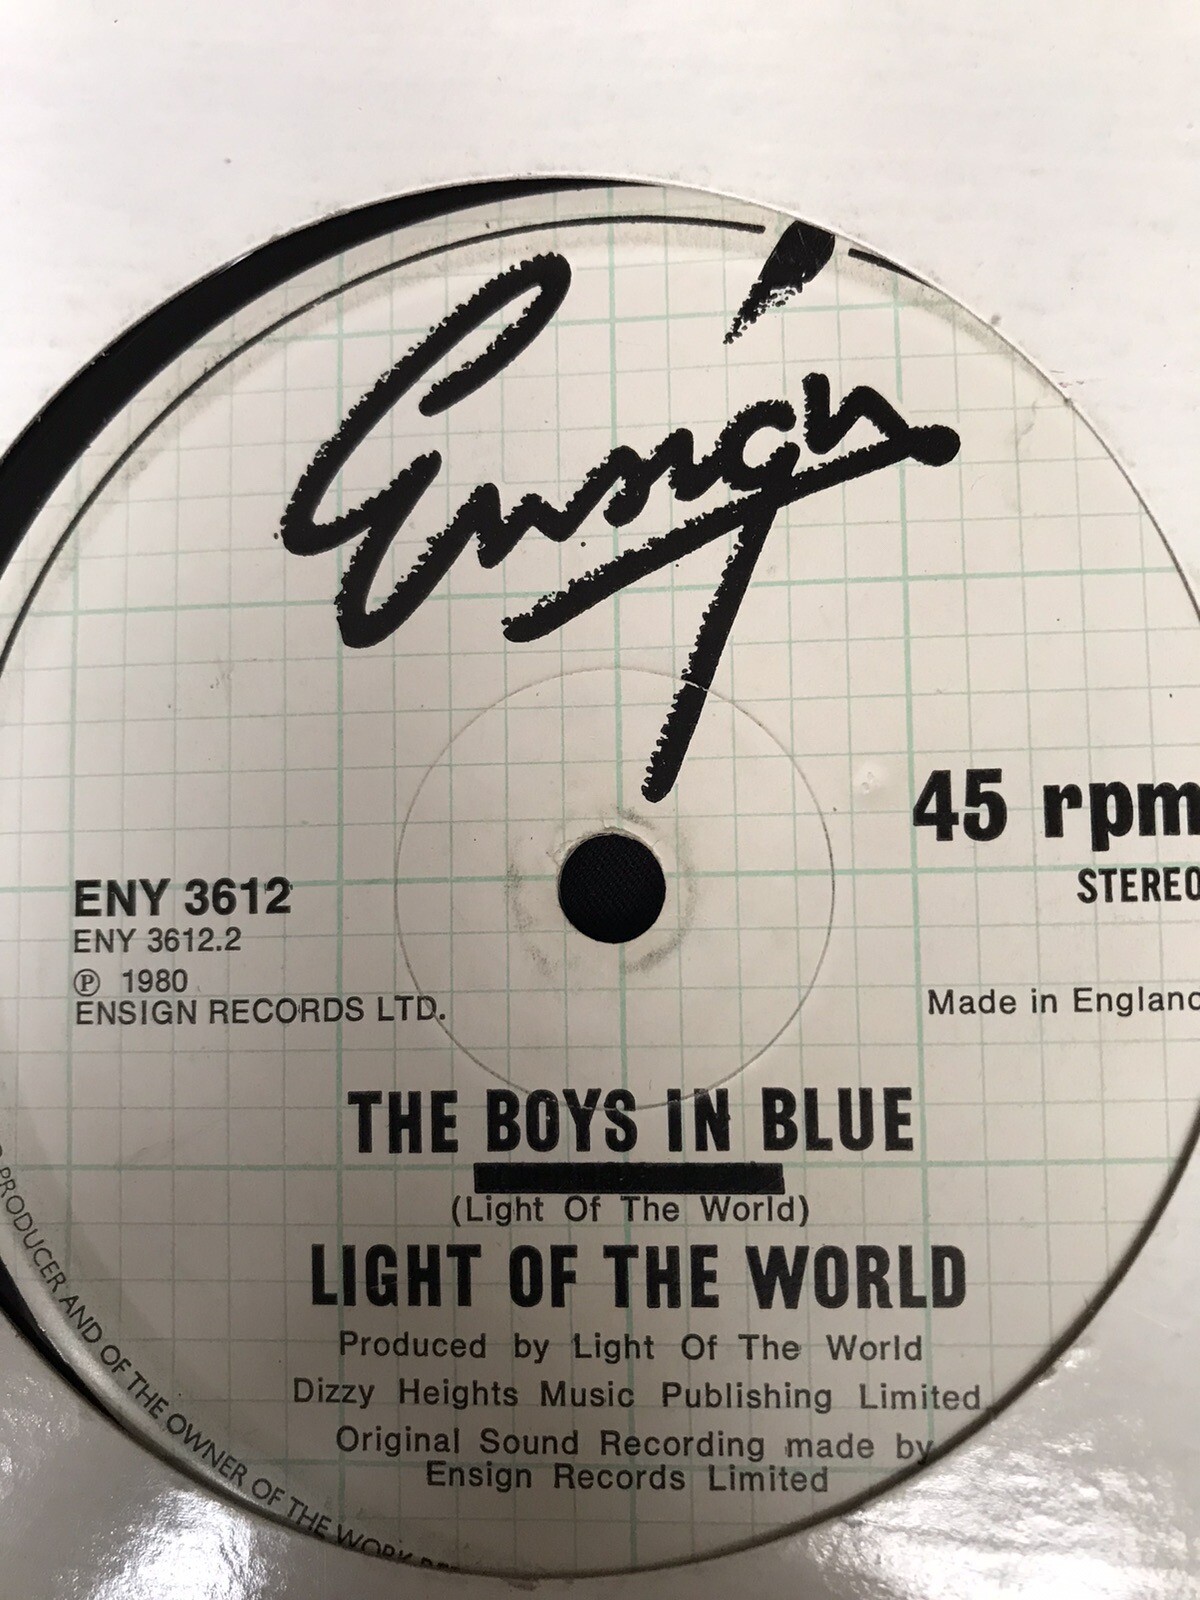 Ensign
45 rpm
STEREO
ENY 3612
ENY 3612.2
℗ 1980
ENSIGN RECORDS LTD.
Made in England
THE BOYS IN BLUE
(Light Of The World)
LIGHT OF THE WORLD
Produced by Light Of The World
Dizzy Heights Music Publishing Limited
Original Sound Recording made by
Ensign Records Limited
PRODUCER AND OF THE OWNER OF THE WORK